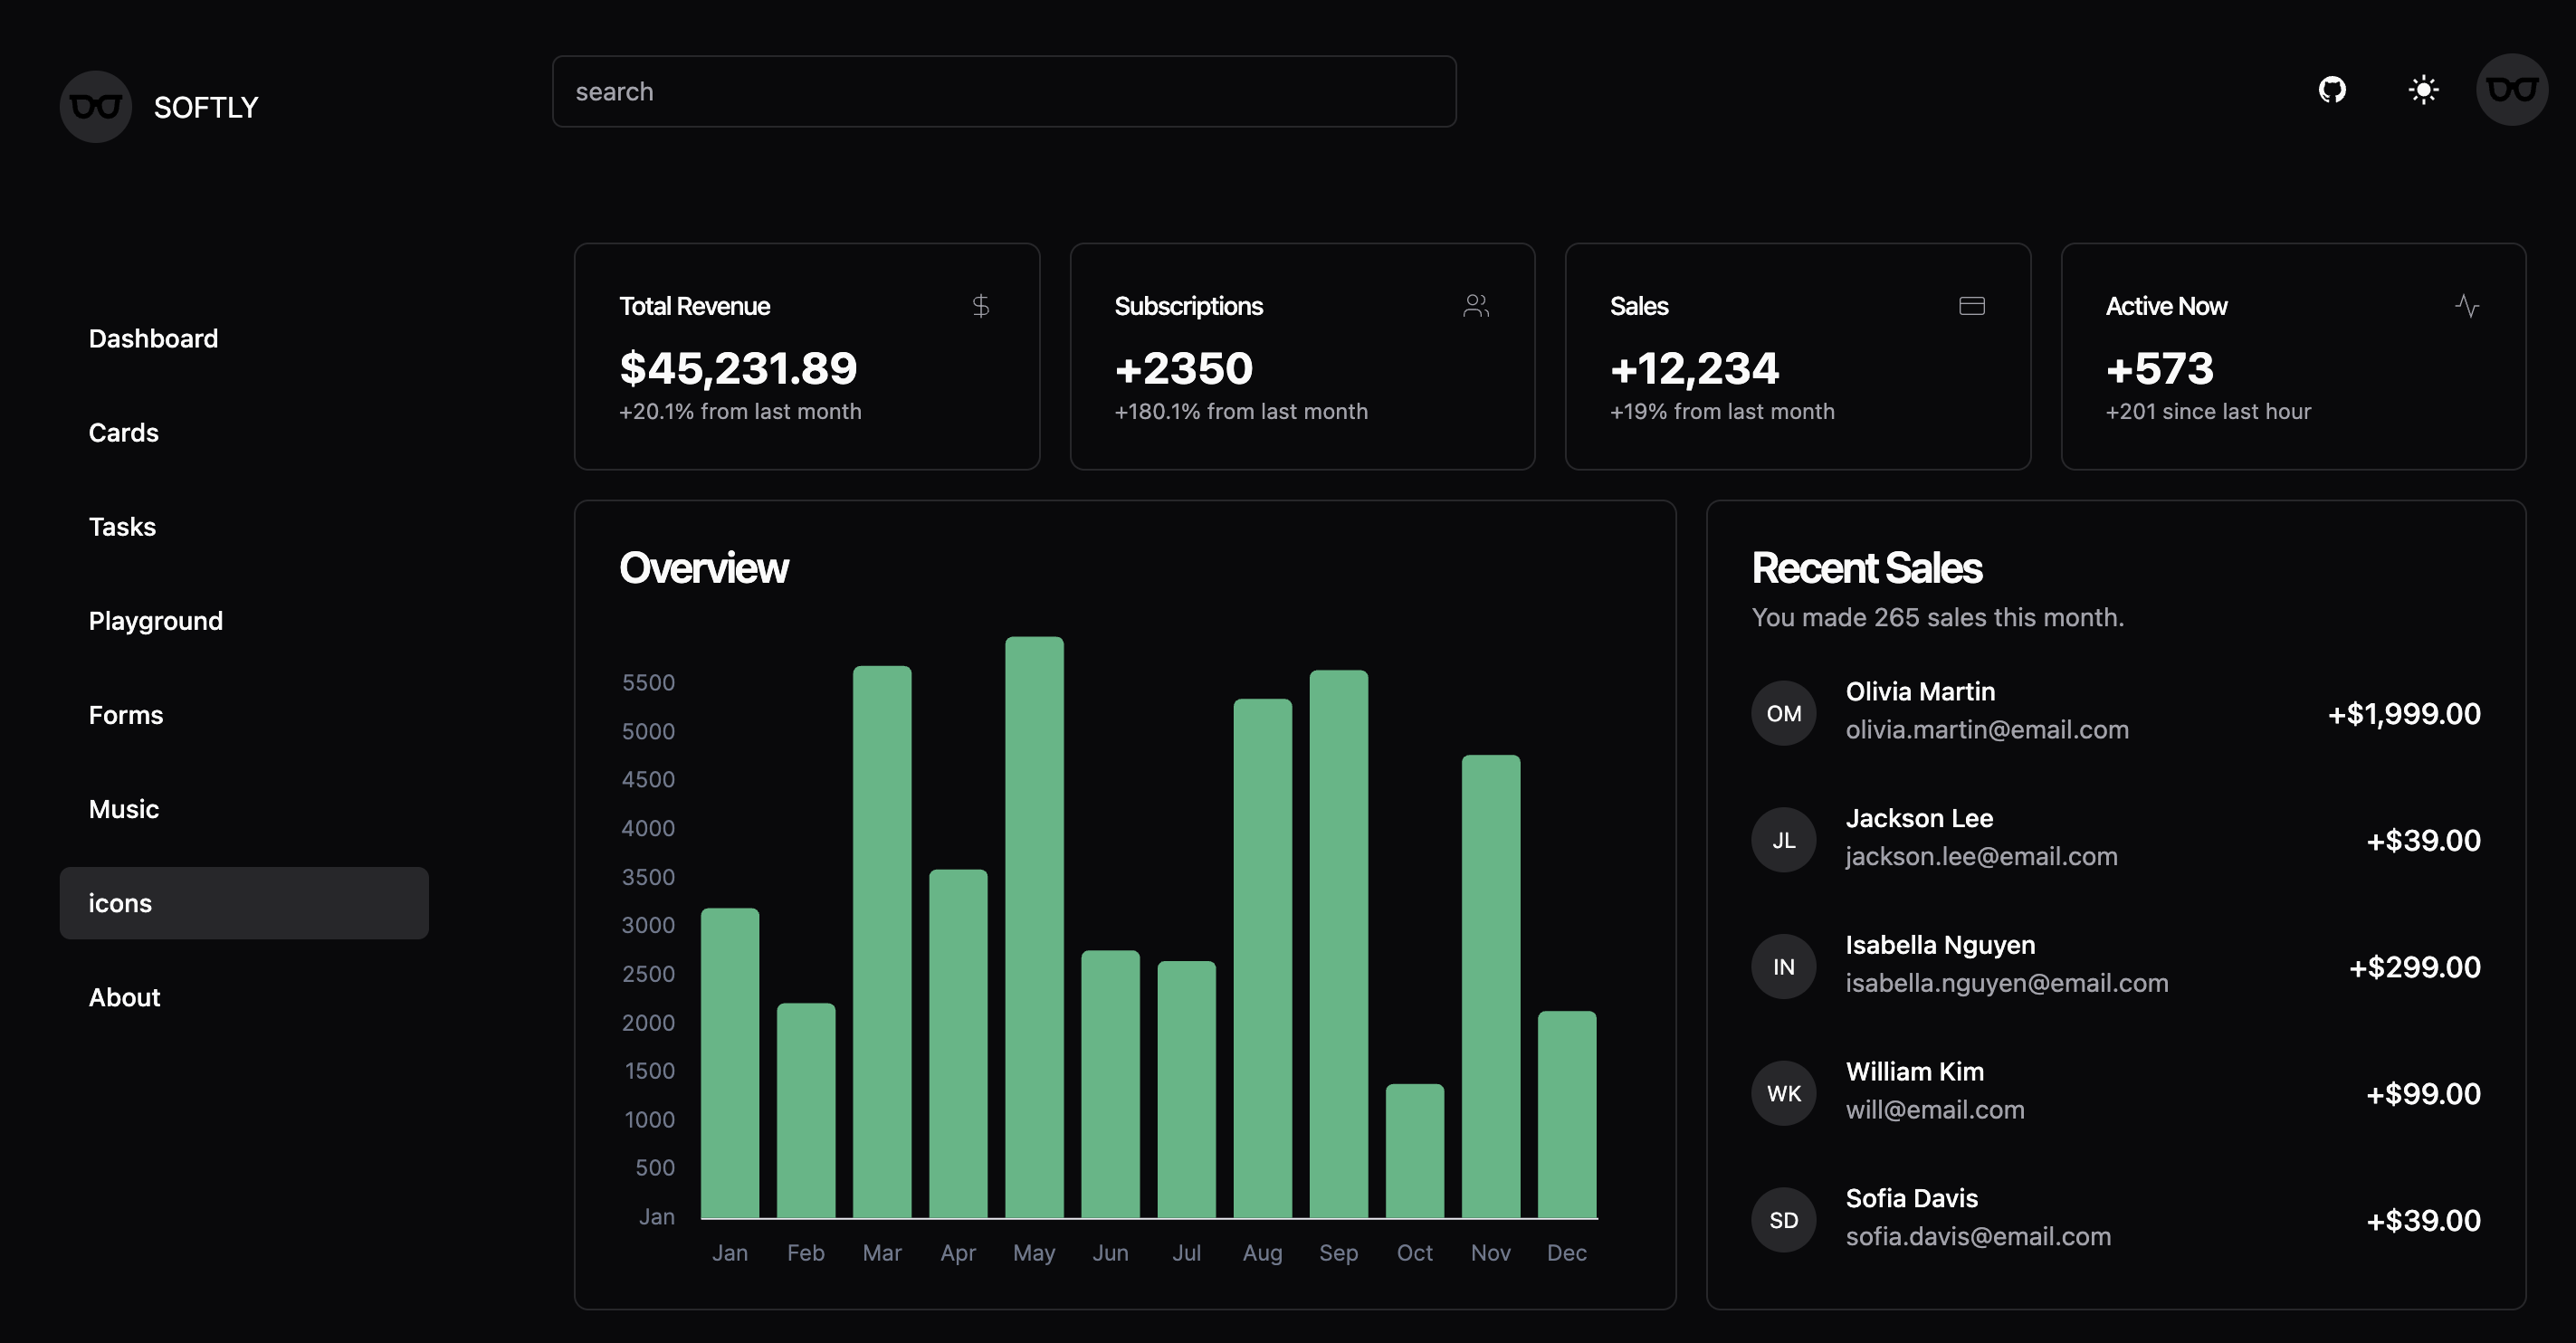 SOFTLY
search
Dashboard
Cards
Tasks
Playground
Forms
Music
icons
About
Total Revenue
$45,231.89
+20.1% from last month
Subscriptions
+2350
+180.1% from last month
Sales
+12,234
+19% from last month
Active Now
+573
+201 since last hour
Overview
5500
5000
4500
4000
3500
3000
2500
2000
1500
1000
500
Jan
Jan Feb Mar Apr May Jun Jul Aug Sep Oct Nov Dec
Recent Sales
You made 265 sales this month.
OM
Olivia Martin
olivia.martin@email.com
+$1,999.00
JL
Jackson Lee
jackson.lee@email.com
+$39.00
IN
Isabella Nguyen
isabella.nguyen@email.com
+$299.00
WK
William Kim
will@email.com
+$99.00
SD
Sofia Davis
sofia.davis@email.com
+$39.00